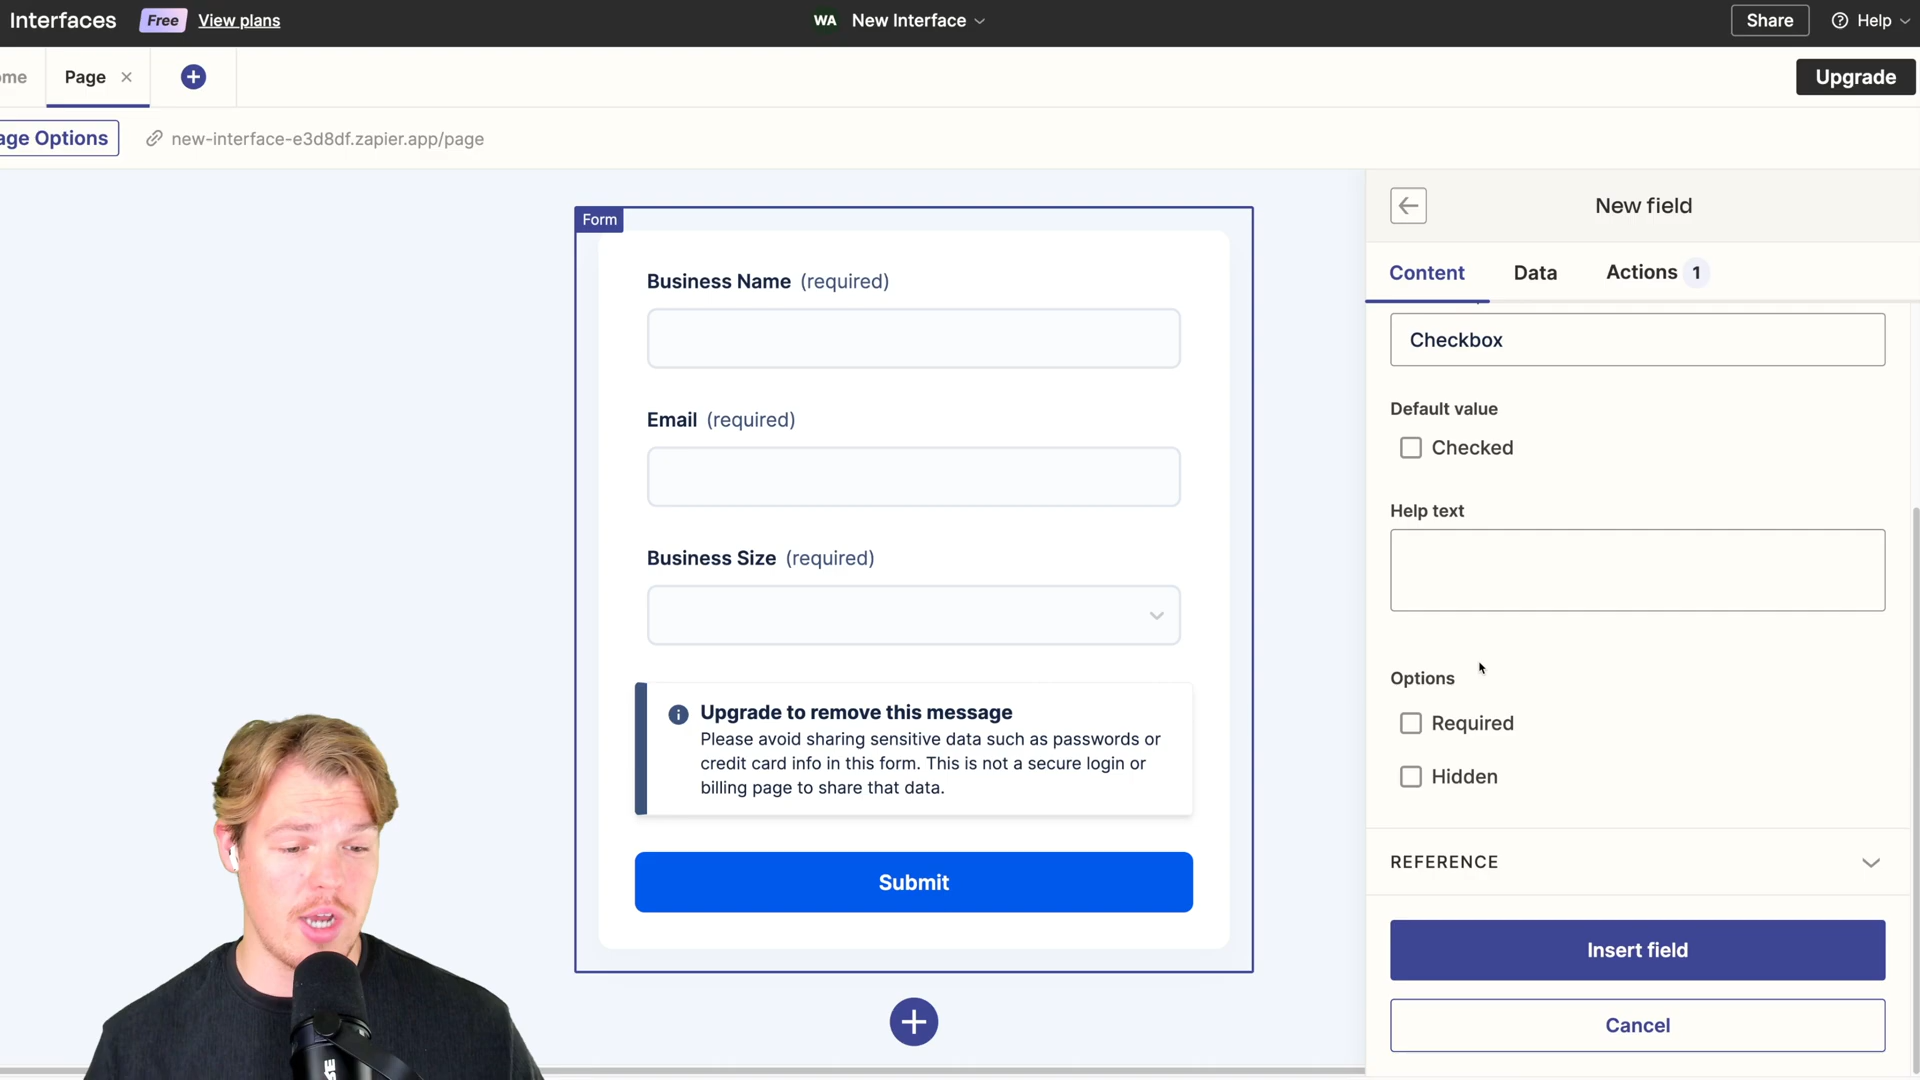 Interfaces
Free
View plans
WA
New Interface
Share
Help
ome
Page
Upgrade
age Options
new-interface-e3d8df.zapier.app/page
Form
Business Name (required)
Email (required)
Business Size (required)
Upgrade to remove this message
Please avoid sharing sensitive data such as passwords or
credit card info in this form. This is not a secure login or
billing page to share that data.
Submit
New field
Content
Data
Actions 1
Checkbox
Default value
Checked
Help text
Options
Required
Hidden
REFERENCE
Insert field
Cancel